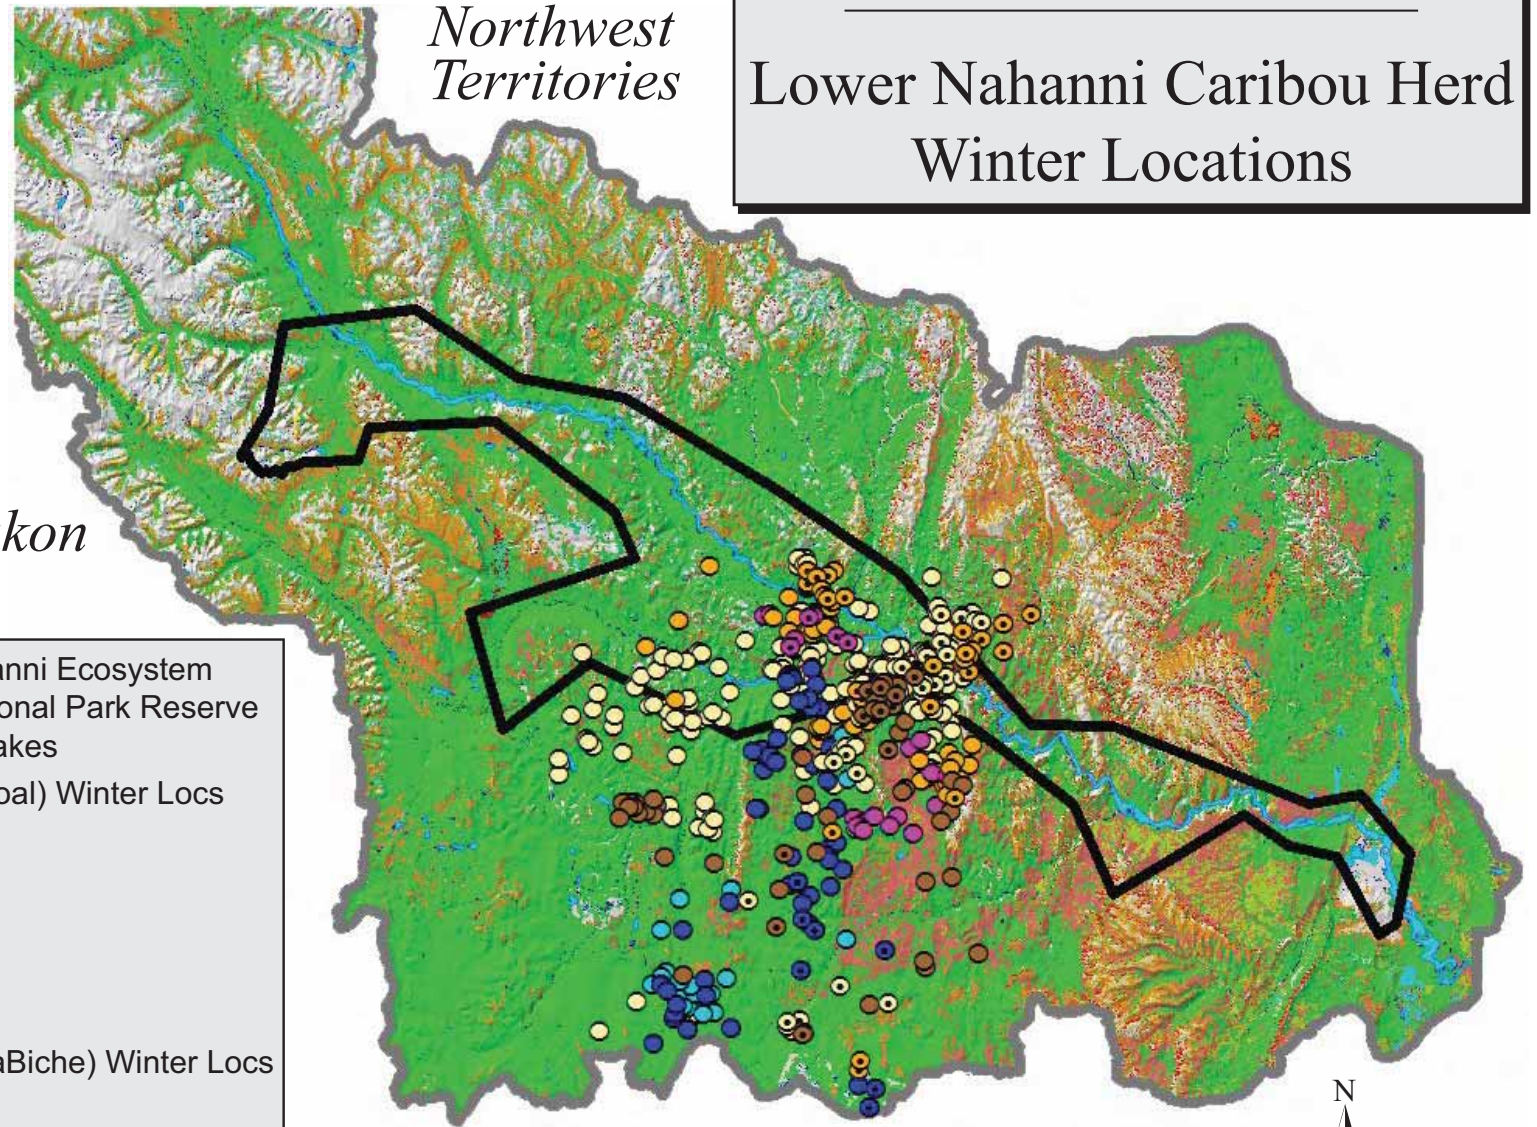 Northwest
Territories
Lower Nahanni Caribou Herd
Winter Locations
kon
nni Ecosystem
onal Park Reserve
akes
oal) Winter Locs
aBiche) Winter Locs
N